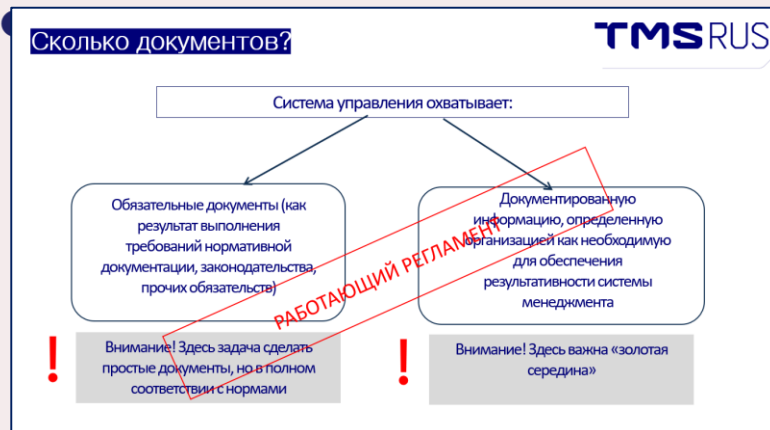 Сколько документов?
TMS RUS
Система управления охватывает:
Обязательные документы (как
результат выполнения
требований нормативной
документации, законодательства,
прочих обязательств)
Документированную
информацию, определенную
организацией как необходимую
для обеспечения
результативности системы
менеджмента
РАБОТАЮЩИЙ РЕГЛАМЕНТ
! Внимание! Здесь задача сделать
простые документы, но в полном
соответствии с нормами
! Внимание! Здесь важна «золотая
середина»